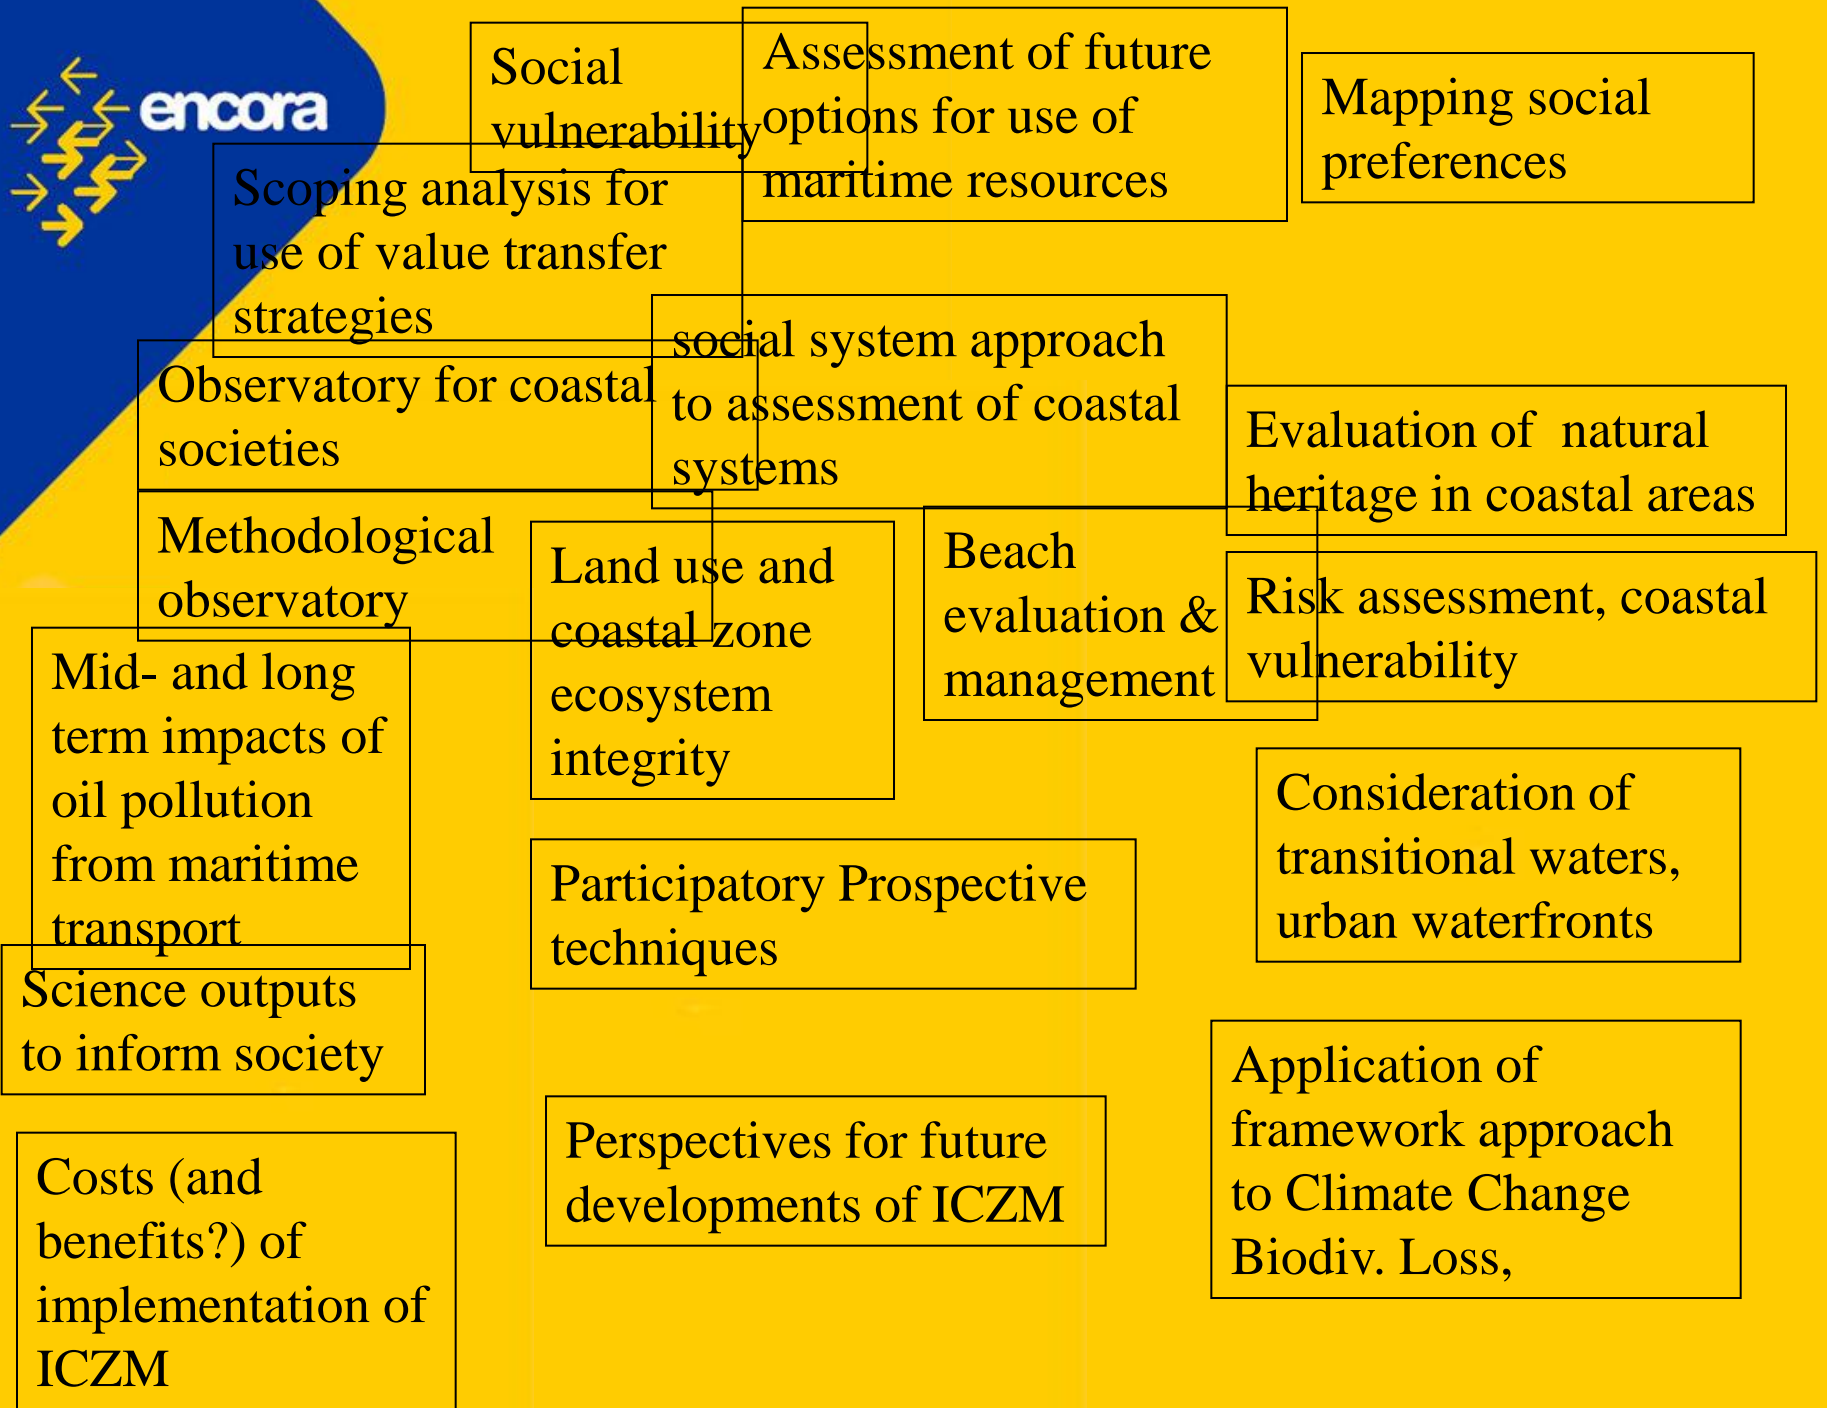 encora
Social
vulnerability
Assessment of future
options for use of
maritime resources
Mapping social
preferences
Scoping analysis for
use of value transfer
strategies
social system approach
to assessment of coastal
systems
Observatory for coastal
societies
Evaluation of  natural
heritage in coastal areas
Methodological
observatory
Land use and
coastal zone
ecosystem
integrity
Beach
evaluation &
management
Risk assessment, coastal
vulnerability
Mid- and long
term impacts of
oil pollution
from maritime
transport
Consideration of
transitional waters,
urban waterfronts
Participatory Prospective
techniques
Science outputs
to inform society
Application of
framework approach
to Climate Change
Biodiv. Loss,
Perspectives for future
developments of ICZM
Costs (and
benefits?) of
implementation of
ICZM